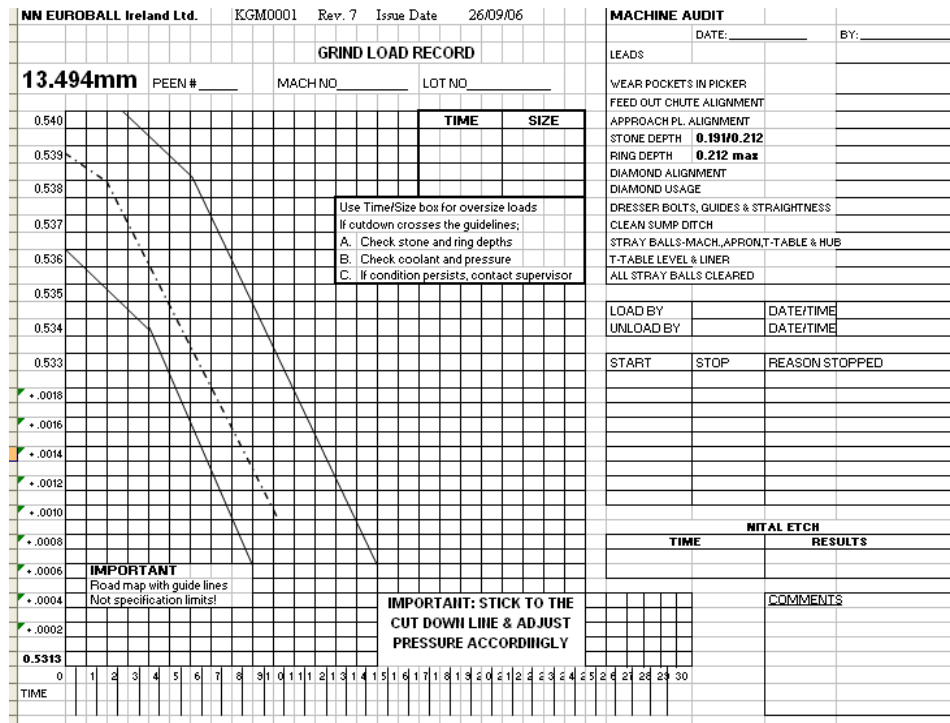 NN EUROBALL Ireland Ltd. KGM0001 Rev. 7 Issue Date 26/09/06
GRIND LOAD RECORD
13.494mm PEEN #_____ MACH NO_________ LOT NO__________
TIME SIZE
0.540
0.539
0.538
0.537
0.536
0.535
0.534
0.533
+.0018
+.0016
+.0014
+.0012
+.0010
+.0008
+.0006
+.0004
+.0002
0.5313
Use Time/Size box for oversize loads
If cutdown crosses the guidelines;
A. Check stone and ring depths
B. Check coolant and pressure
C. If condition persists, contact supervisor
IMPORTANT
Road map with guide lines
Not specification limits!
IMPORTANT: STICK TO THE
CUT DOWN LINE & ADJUST
PRESSURE ACCORDINGLY
0 1 2 3 4 5 6 7 8 9 10 11 12 13 14 15 16 17 18 19 20 21 22 23 24 25 26 27 28 29 30
TIME
MACHINE AUDIT
DATE:__________ BY:__________
LEADS
WEAR POCKETS IN PICKER
FEED OUT CHUTE ALIGNMENT
APPROACH PL. ALIGNMENT
STONE DEPTH 0.191/0.212
RING DEPTH 0.212 max
DIAMOND ALIGNMENT
DIAMOND USAGE
DRESSER BOLTS, GUIDES & STRAIGHTNESS
CLEAN SUMP DITCH
STRAY BALLS-MACH.,APRON,T-TABLE & HUB
T-TABLE LEVEL & LINER
ALL STRAY BALLS CLEARED
LOAD BY DATE/TIME
UNLOAD BY DATE/TIME
START STOP REASON STOPPED
NITAL ETCH
TIME RESULTS
COMMENTS